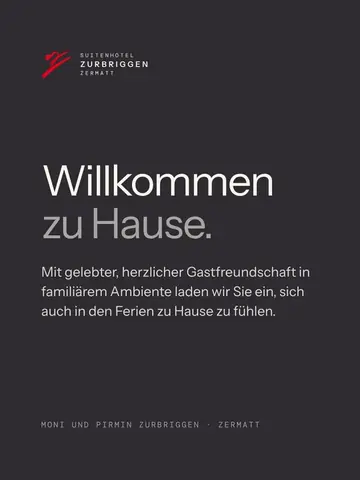 SUITENHOTEL
ZURBRIGGEN
ZERMATT
Willkommen
zu Hause.
Mit gelebter, herzlicher Gastfreundschaft in
familiärem Ambiente laden wir Sie ein, sich
auch in den Ferien zu Hause zu fühlen.
MONI UND PIRMIN ZURBRIGGEN · ZERMATT